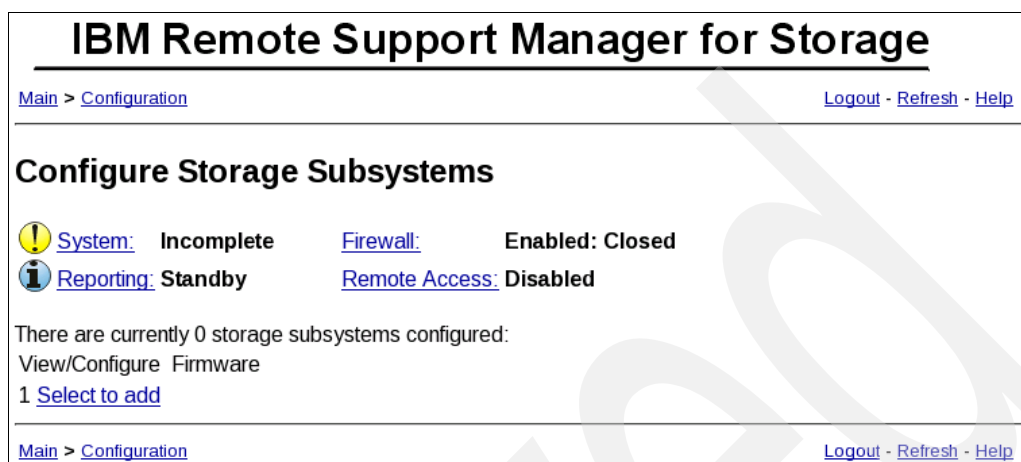 IBM Remote Support Manager for Storage
Main > Configuration Logout - Refresh - Help
Configure Storage Subsystems
System: Incomplete Firewall: Enabled: Closed
Reporting: Standby Remote Access: Disabled
There are currently 0 storage subsystems configured:
View/Configure Firmware
1 Select to add
Main > Configuration Logout - Refresh - Help